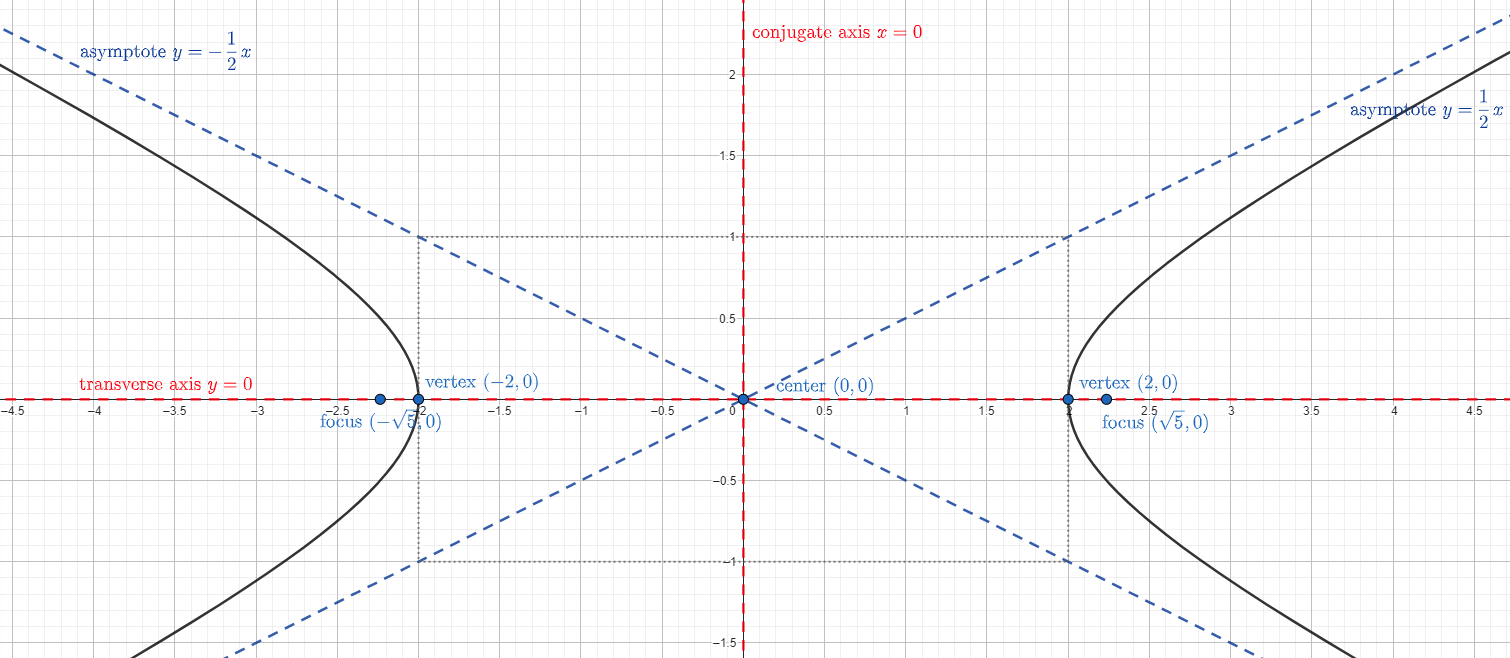 conjugate axis x = 0
asymptote y = −1/2 x
2
asymptote y = 1/2 x
1.5
1
0.5
transverse axis y = 0
vertex (−2, 0)
center (0, 0)
vertex (2, 0)
−4.5 −4 −3.5 −3 −2.5 −2 −1.5 −1 −0.5 0 0.5 1 1.5 2 2.5 3 3.5 4 4.5
focus (−√5, 0)
focus (√5, 0)
−0.5
−1
−1.5